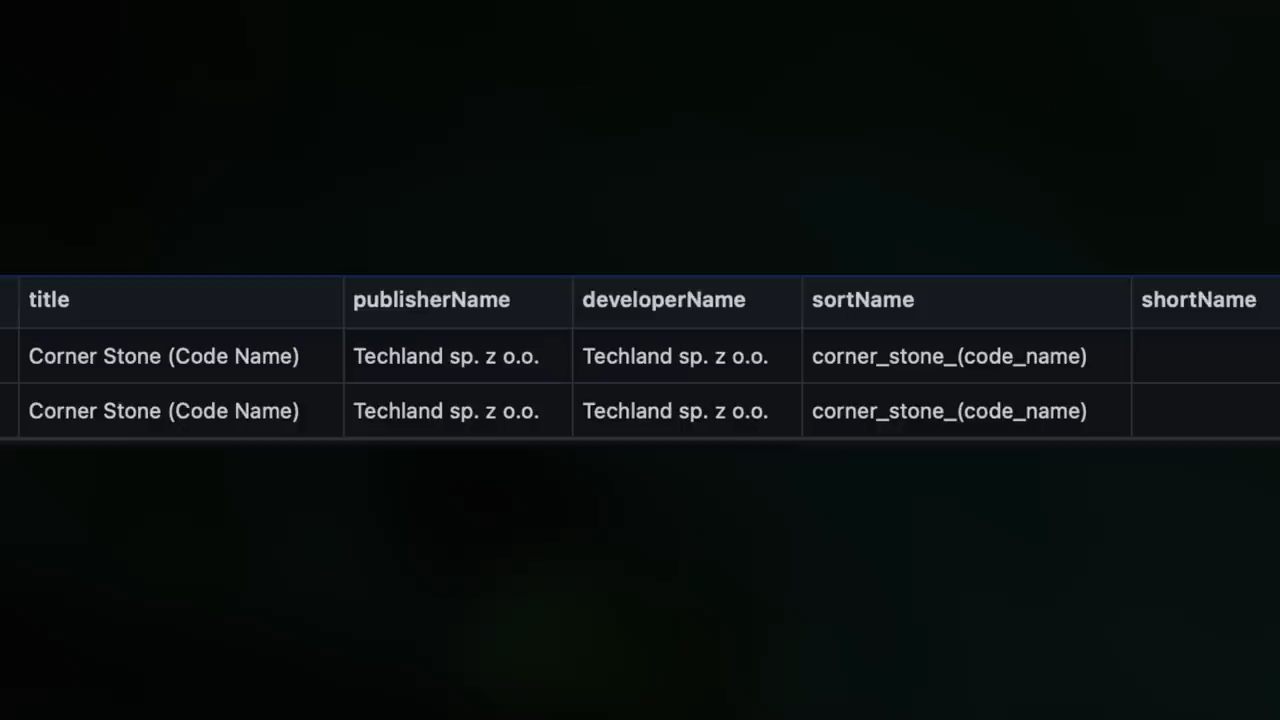 title publisherName developerName sortName shortName
Corner Stone (Code Name) Techland sp. z o.o. Techland sp. z o.o. corner_stone_(code_name)
Corner Stone (Code Name) Techland sp. z o.o. Techland sp. z o.o. corner_stone_(code_name)